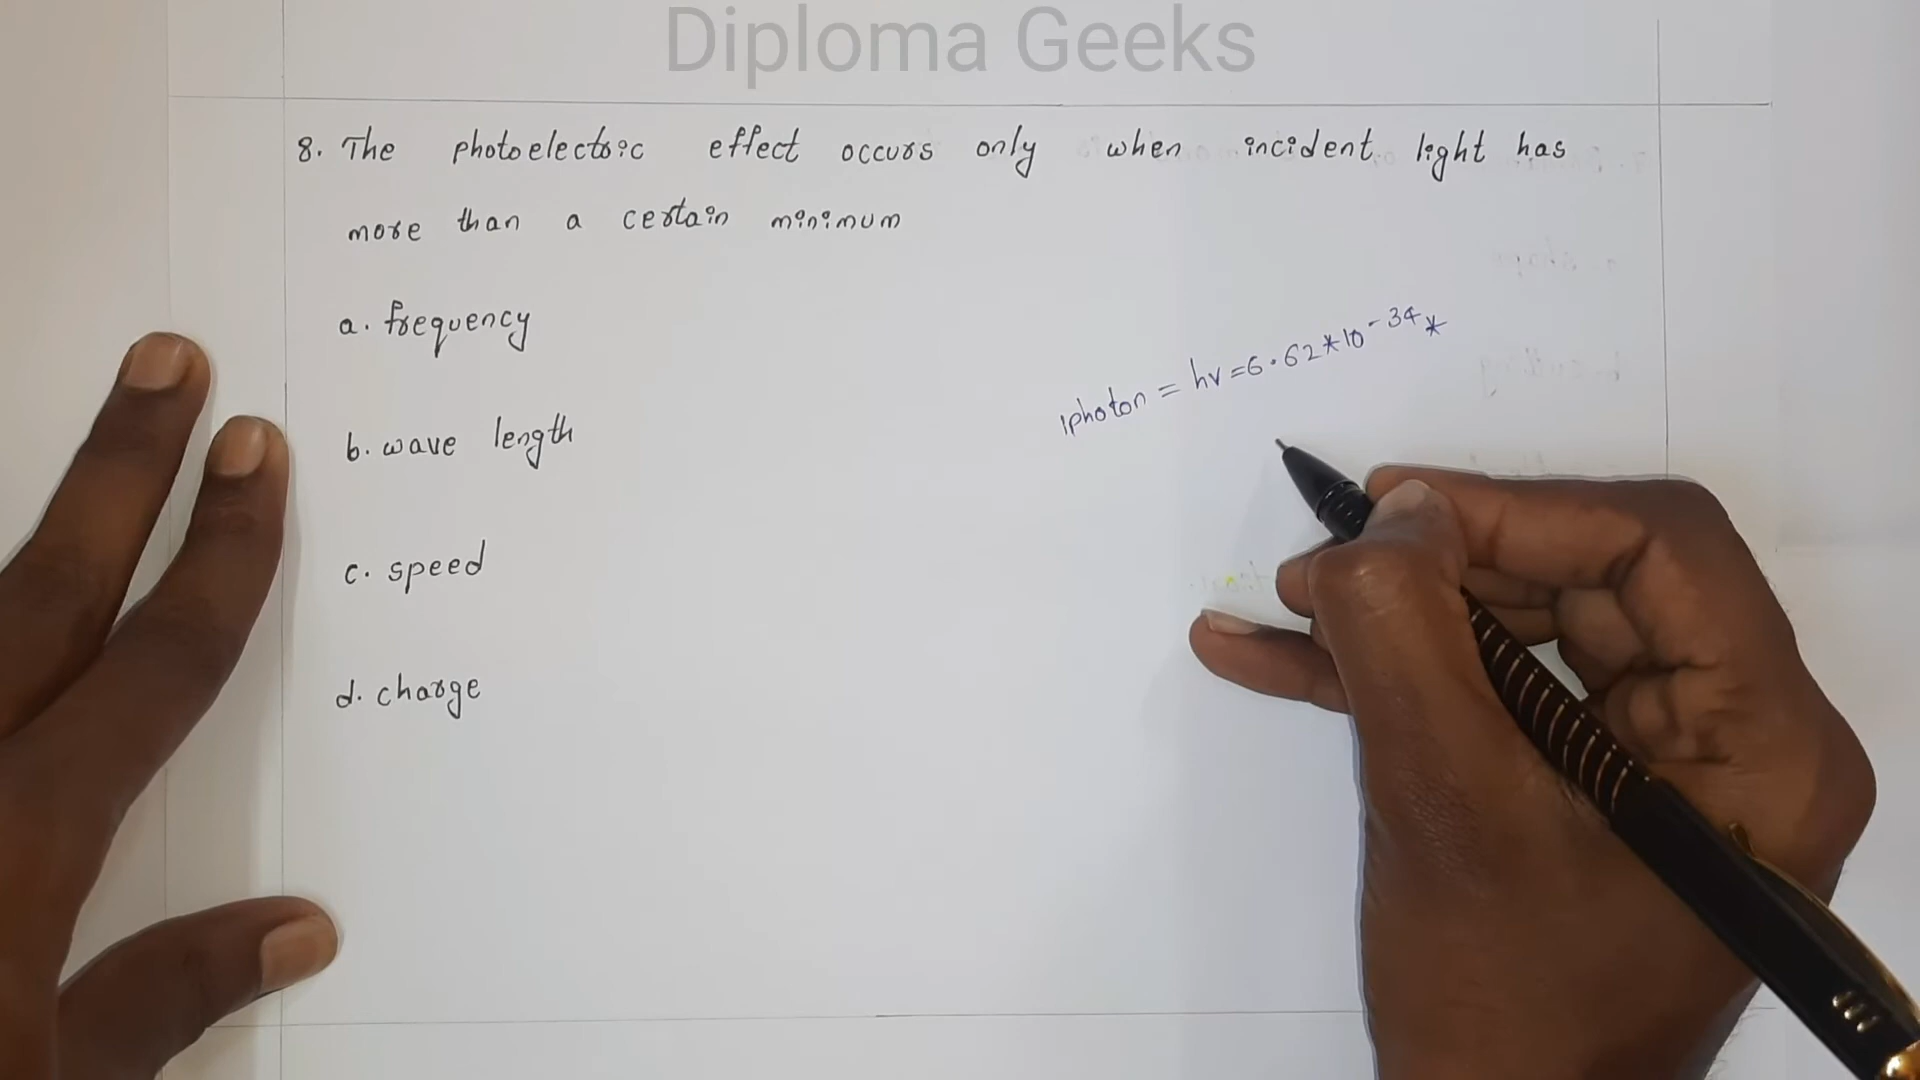 Diploma Geeks
8. The photoelectric effect occurs only when incident light has
more than a certain minimum
a. frequency
1photon = hν=6.62*10-34*
b. wave length
c. speed
d. charge